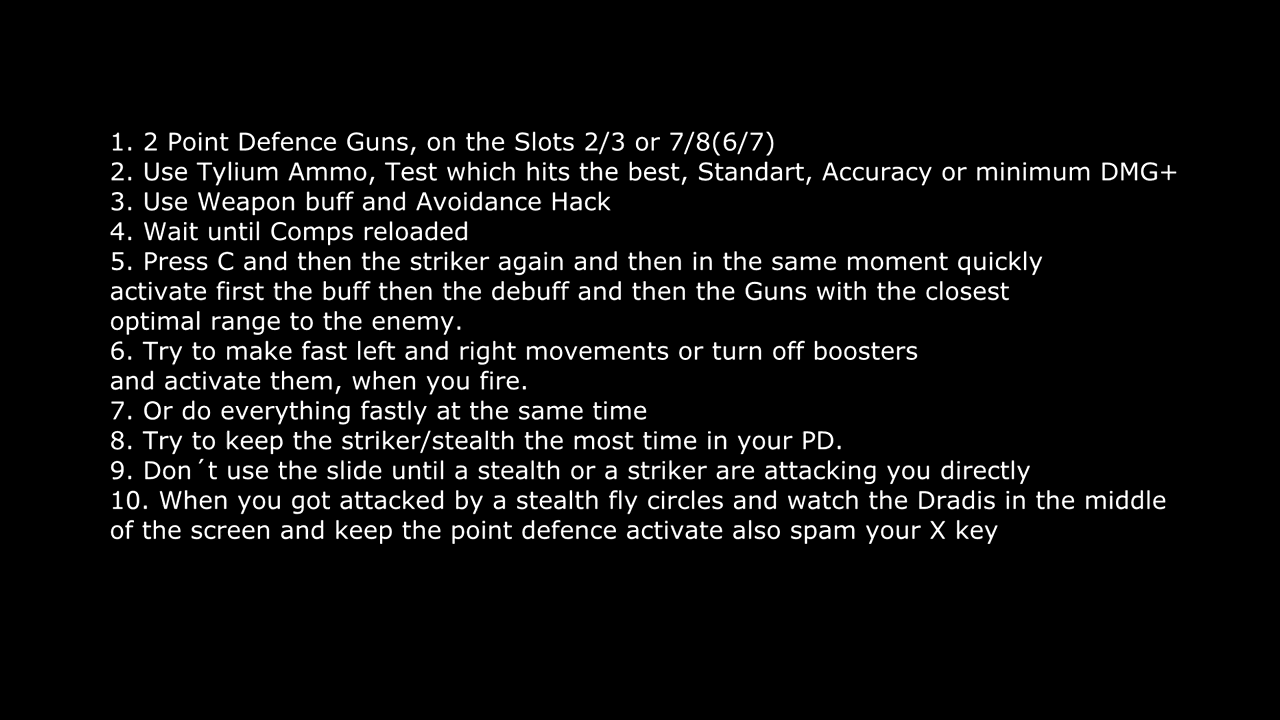 1. 2 Point Defence Guns, on the Slots 2/3 or 7/8(6/7)
2. Use Tylium Ammo, Test which hits the best, Standart, Accuracy or minimum DMG+
3. Use Weapon buff and Avoidance Hack
4. Wait until Comps reloaded
5. Press C and then the striker again and then in the same moment quickly
activate first the buff then the debuff and then the Guns with the closest
optimal range to the enemy.
6. Try to make fast left and right movements or turn off boosters
and activate them, when you fire.
7. Or do everything fastly at the same time
8. Try to keep the striker/stealth the most time in your PD.
9. Don´t use the slide until a stealth or a striker are attacking you directly
10. When you got attacked by a stealth fly circles and watch the Dradis in the middle
of the screen and keep the point defence activate also spam your X key